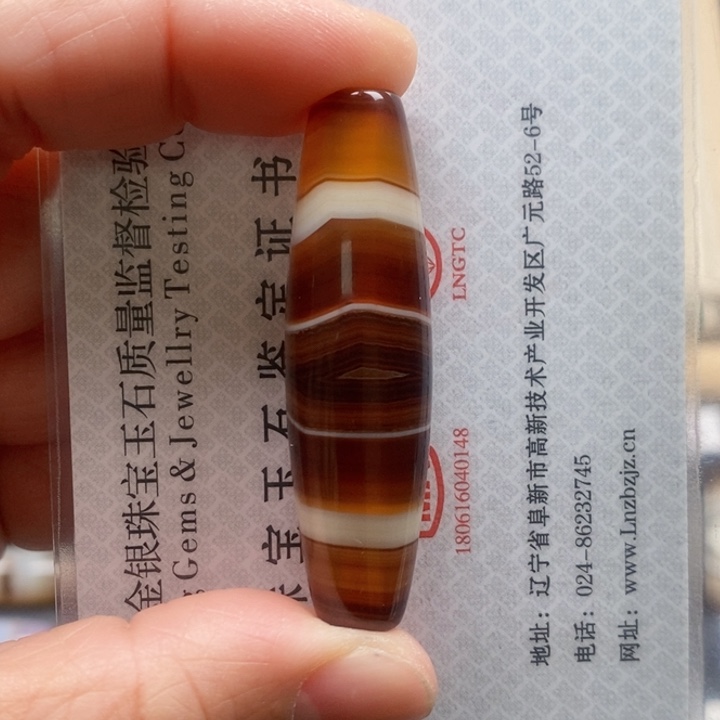 金银珠宝玉石质量监督检验
Gems & Jewellry Testing C
宝玉石鉴定证书
LNGTC
180616040148
地址：辽宁省阜新市高新技术产业开发区广元路52-6号
电话：024-86232745
网址：www.Lnzbzjz.cn